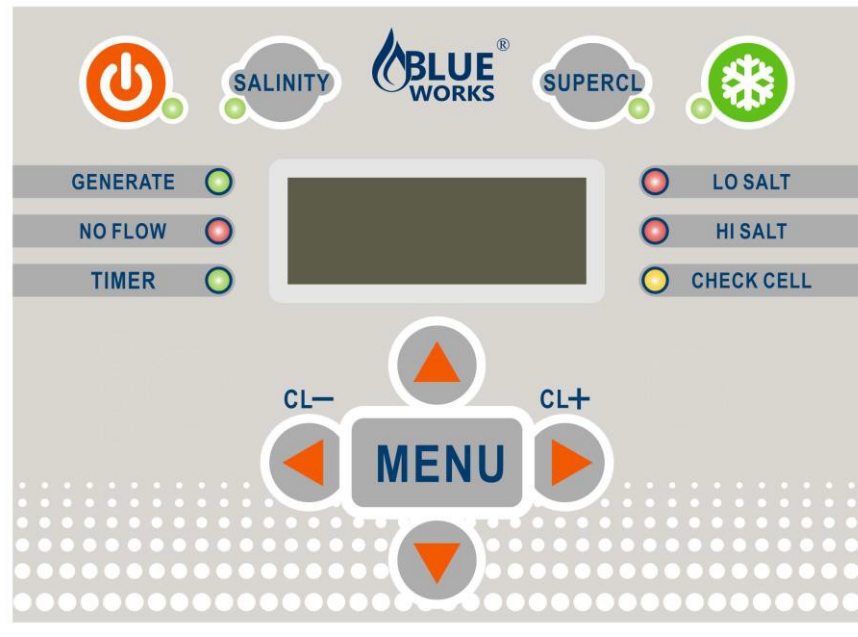 SALINITY
BLUE®
WORKS
SUPERCL
GENERATE
LO SALT
NO FLOW
HI SALT
TIMER
CHECK CELL
CL—
CL+
MENU